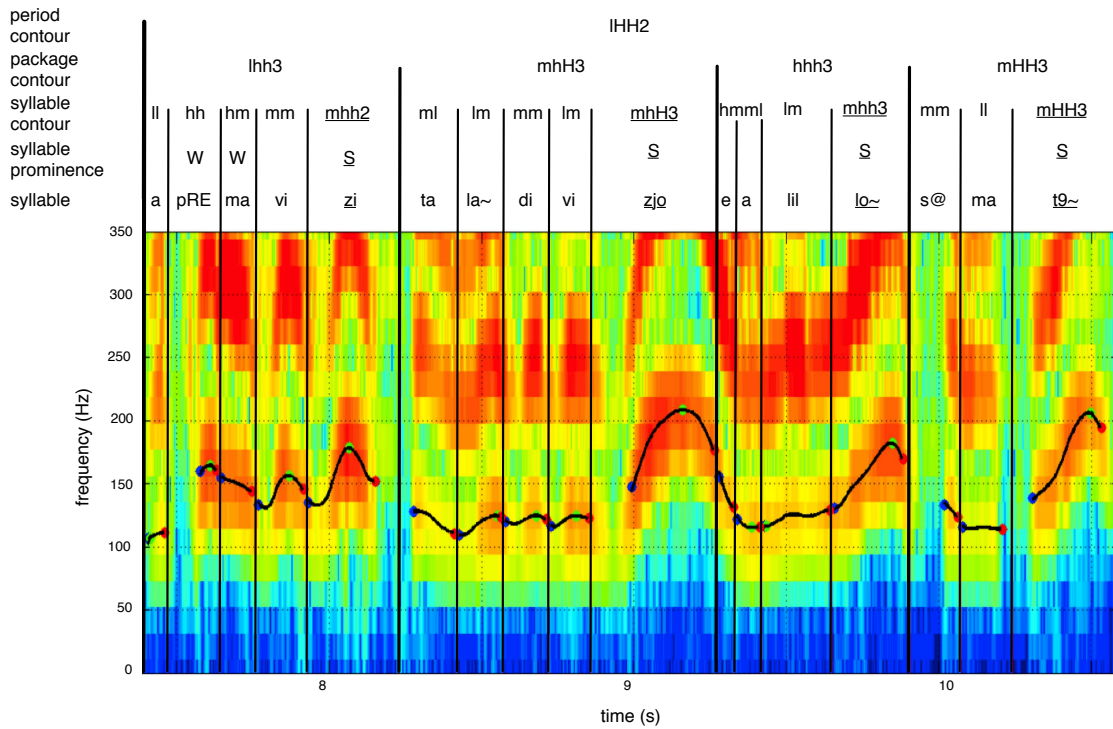 period contour lHH2
package contour lhh3 mhH3 hhh3 mHH3
syllable contour ll hh hm mm mhh2 ml lm mm lm mhH3 hm ml lm mhh3 mm ll mHH3
syllable prominence W W S S S S
syllable a pRE ma vi zi ta la~ di vi zjo e a lil lo~ s@ ma t9~
350
300
250
200
150
100
50
0
frequency (Hz)
8 9 10
time (s)